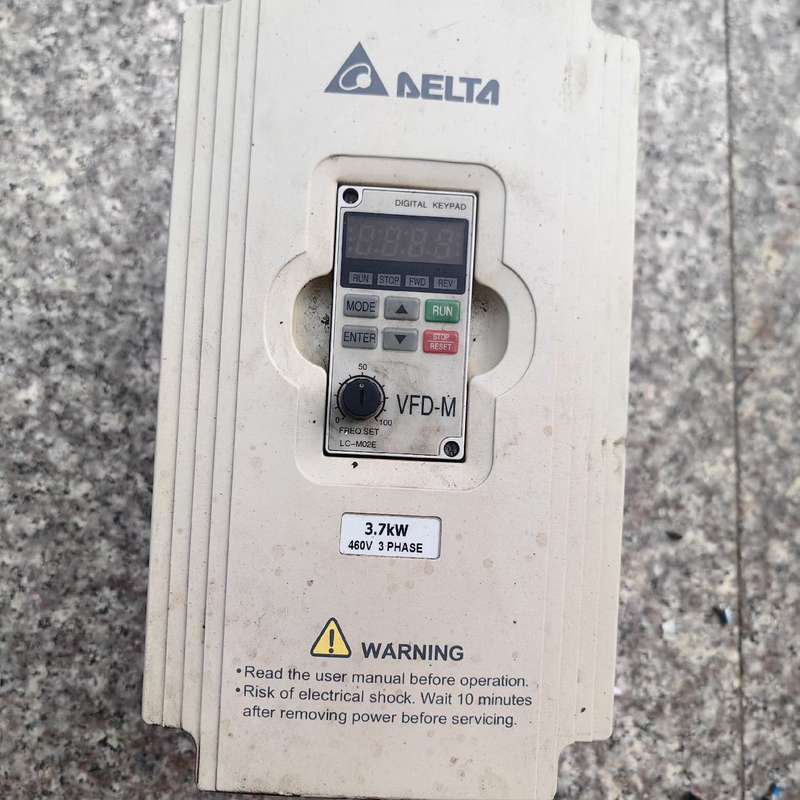 DELTA
DIGITAL KEYPAD
RUN STOP FWD REV
MODE RUN
ENTER STOP RESET
50
0 100
VFD-M
FREQ.SET
LC-M02E
3.7kW
460V 3 PHASE
WARNING
•Read the user manual before operation.
•Risk of electrical shock. Wait 10 minutes
after removing power before servicing.